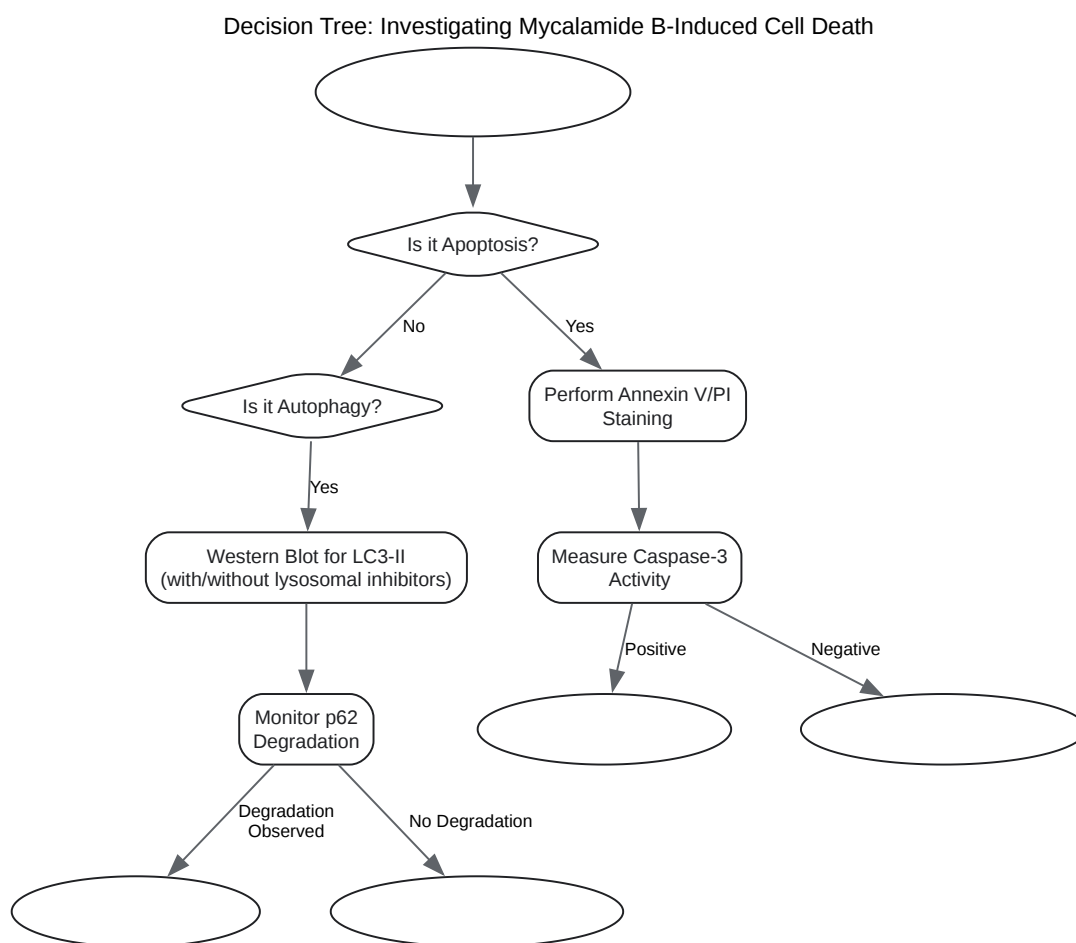 Decision Tree: Investigating Mycalamide B-Induced Cell Death
Is it Apoptosis?
No
Yes
Is it Autophagy?
Perform Annexin V/PI
Staining
Yes
Western Blot for LC3-II
(with/without lysosomal inhibitors)
Measure Caspase-3
Activity
Positive
Negative
Monitor p62
Degradation
Degradation
Observed
No Degradation